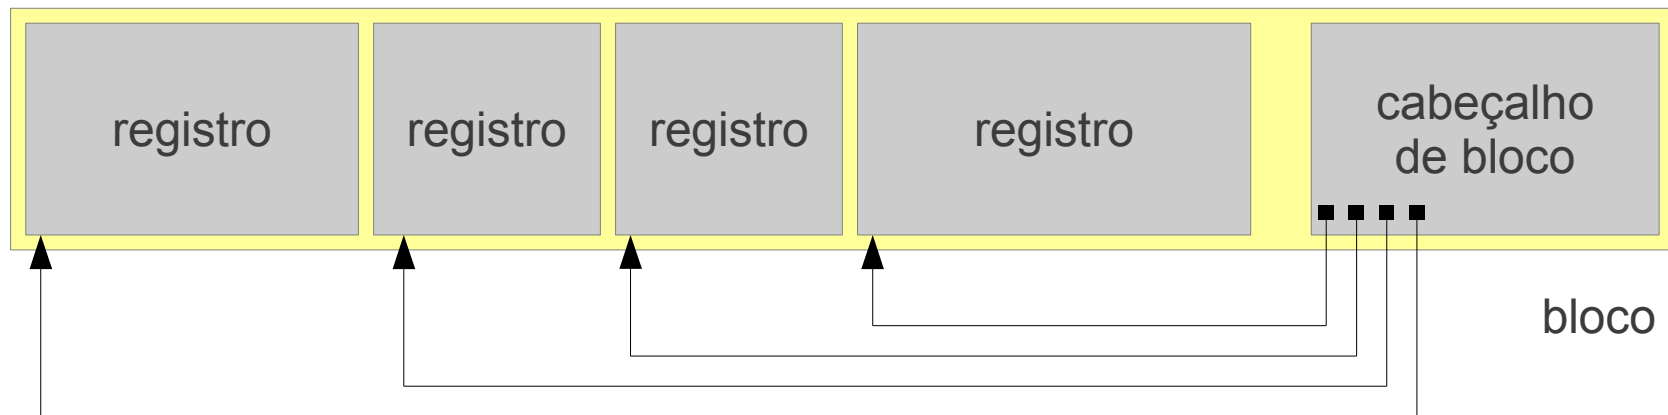 registro
registro
registro
registro
cabeçalho
de bloco
bloco